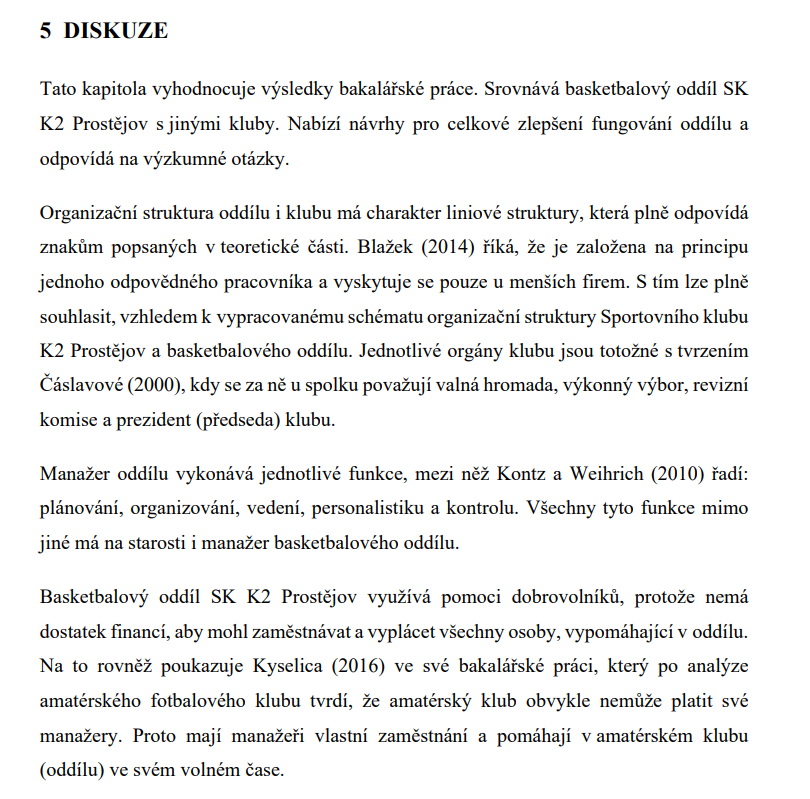 5 DISKUZE
Tato kapitola vyhodnocuje výsledky bakalářské práce. Srovnává basketbalový oddíl SK
K2 Prostějov s jinými kluby. Nabízí návrhy pro celkové zlepšení fungování oddílu a
odpovídá na výzkumné otázky.
Organizační struktura oddílu i klubu má charakter liniové struktury, která plně odpovídá
znakům popsaných v teoretické části. Blažek (2014) říká, že je založena na principu
jednoho odpovědného pracovníka a vyskytuje se pouze u menších firem. S tím lze plně
souhlasit, vzhledem k vypracovanému schématu organizační struktury Sportovního klubu
K2 Prostějov a basketbalového oddílu. Jednotlivé orgány klubu jsou totožné s tvrzením
Čáslavové (2000), kdy se za ně u spolku považují valná hromada, výkonný výbor, revizní
komise a prezident (předseda) klubu.
Manažer oddílu vykonává jednotlivé funkce, mezi něž Kontz a Weihrich (2010) řadí:
plánování, organizování, vedení, personalistiku a kontrolu. Všechny tyto funkce mimo
jiné má na starosti i manažer basketbalového oddílu.
Basketbalový oddíl SK K2 Prostějov využívá pomoci dobrovolníků, protože nemá
dostatek financí, aby mohl zaměstnávat a vyplácet všechny osoby, vypomáhající v oddílu.
Na to rovněž poukazuje Kyselica (2016) ve své bakalářské práci, který po analýze
amatérského fotbalového klubu tvrdí, že amatérský klub obvykle nemůže platit své
manažery. Proto mají manažeři vlastní zaměstnání a pomáhají v amatérském klubu
(oddílu) ve svém volném čase.